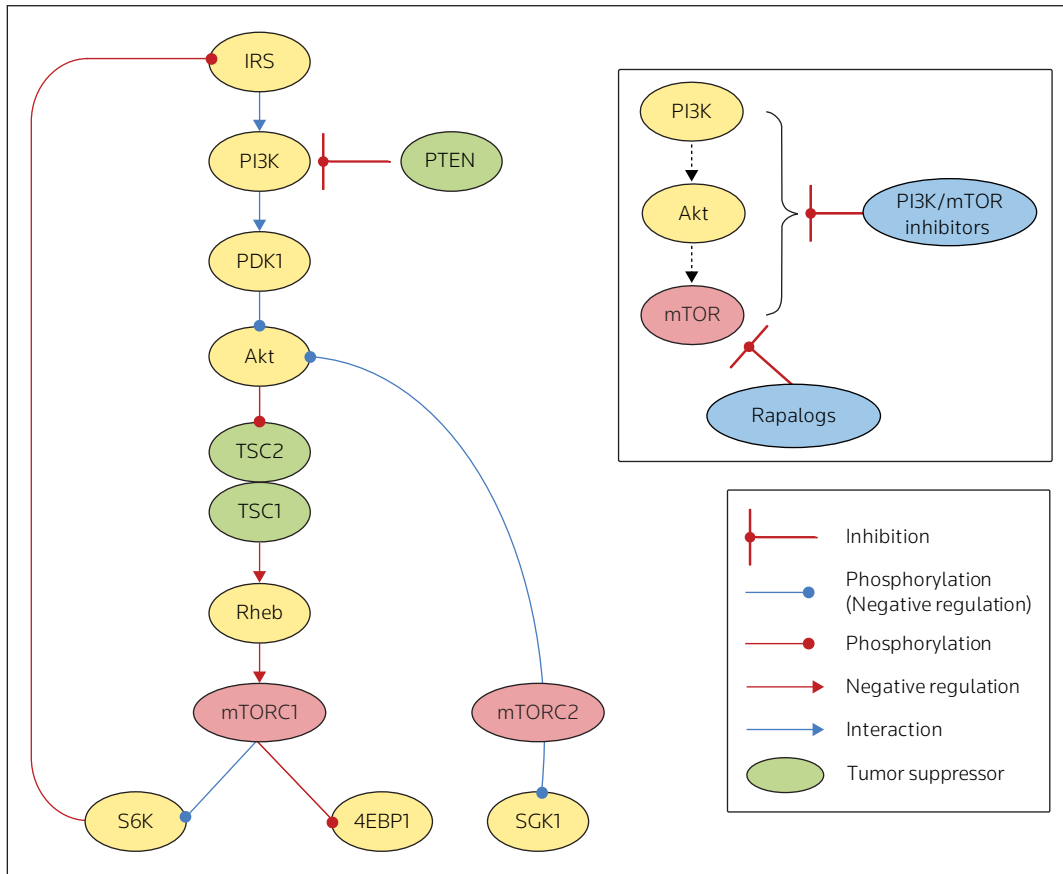 IRS
PI3K
PTEN
PDK1
Akt
TSC2
TSC1
Rheb
mTORC1
mTORC2
S6K
4EBP1
SGK1
PI3K
Akt
mTOR
PI3K/mTOR
inhibitors
Rapalogs
Inhibition
Phosphorylation
(Negative regulation)
Phosphorylation
Negative regulation
Interaction
Tumor suppressor